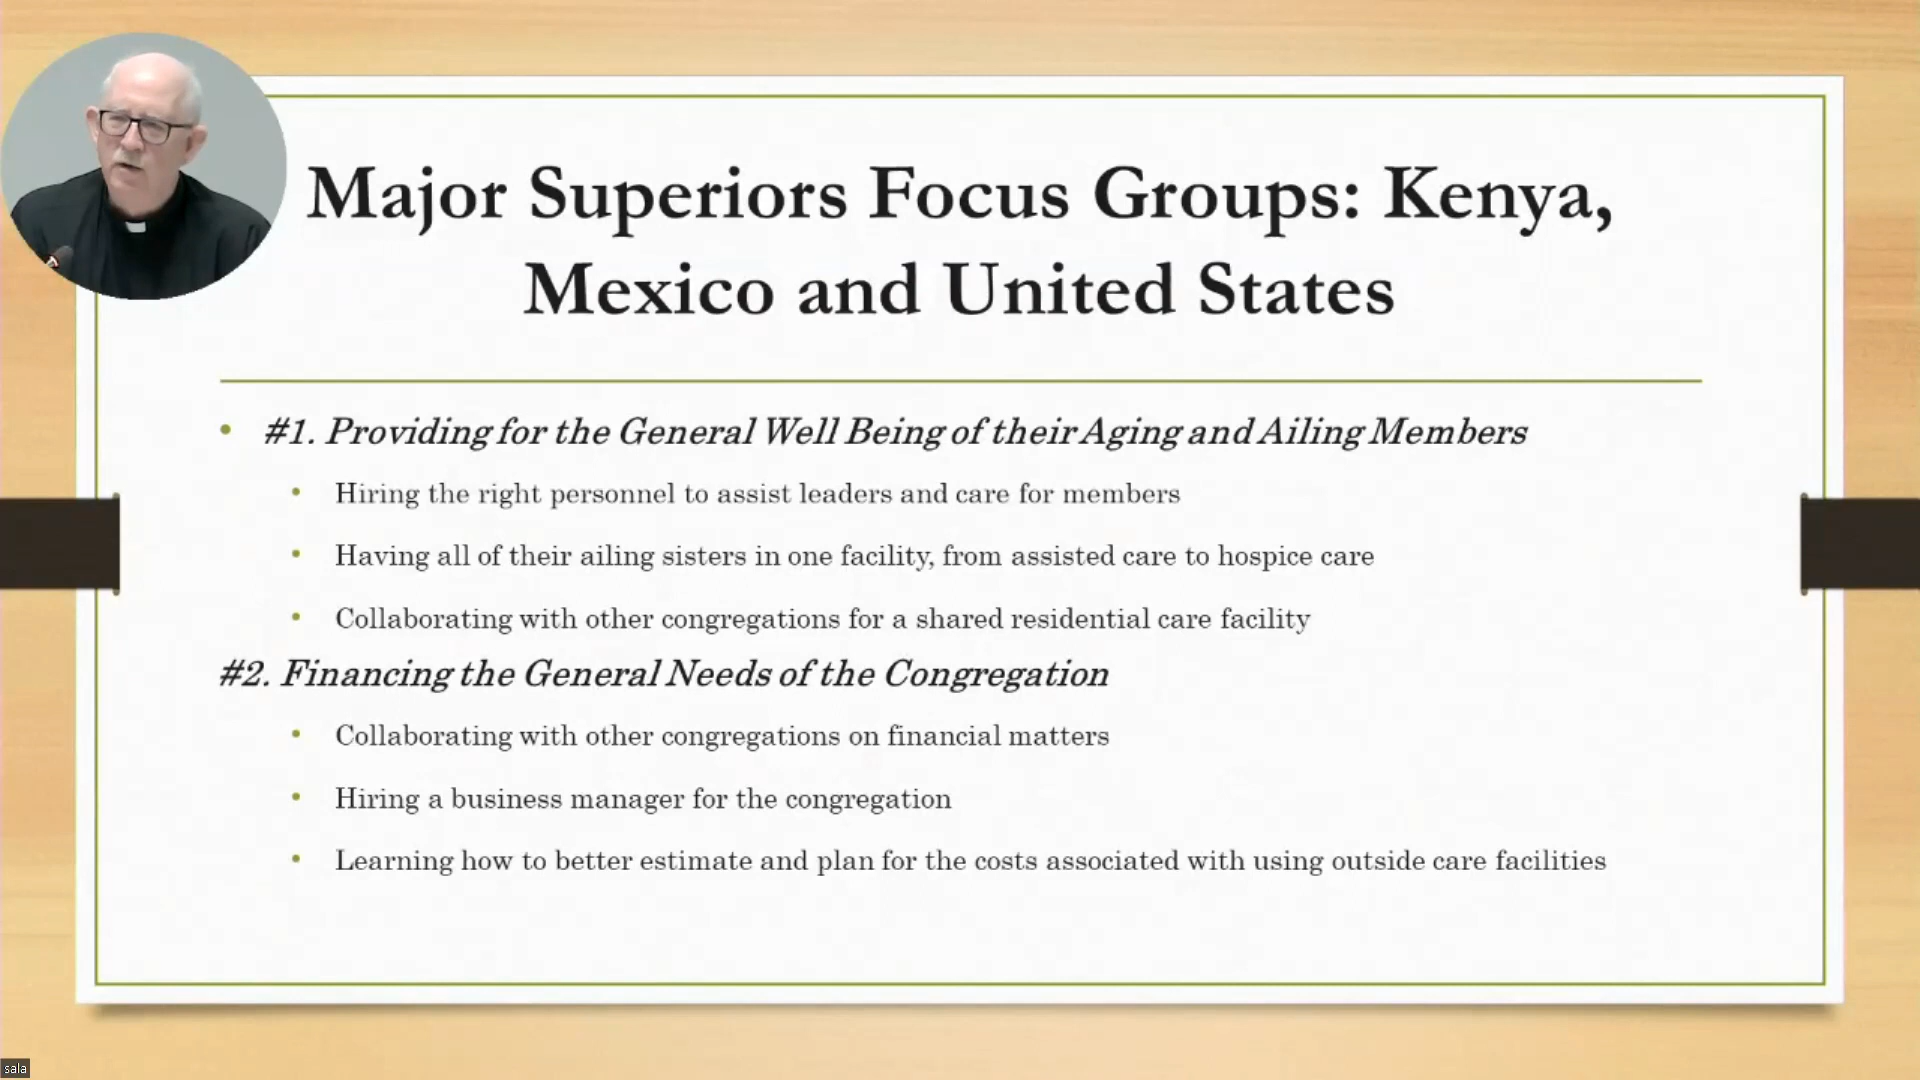 Major Superiors Focus Groups: Kenya,
Mexico and United States
• #1. Providing for the General Well Being of their Aging and Ailing Members
• Hiring the right personnel to assist leaders and care for members
• Having all of their ailing sisters in one facility, from assisted care to hospice care
• Collaborating with other congregations for a shared residential care facility
#2. Financing the General Needs of the Congregation
• Collaborating with other congregations on financial matters
• Hiring a business manager for the congregation
• Learning how to better estimate and plan for the costs associated with using outside care facilities
sala